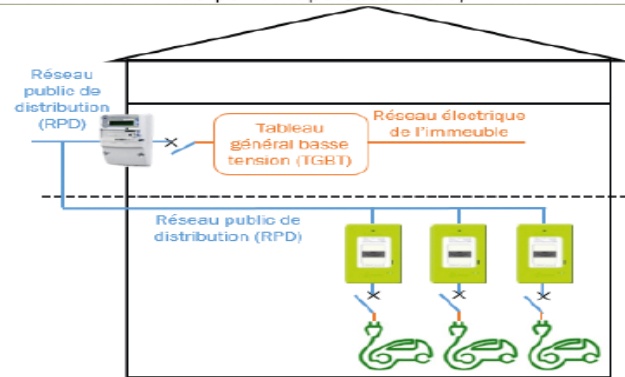 Réseau
public de
distribution
(RPD)
Tableau
général basse
tension (TGBT)
Réseau électrique
de l'immeuble
Réseau public de
distribution (RPD)